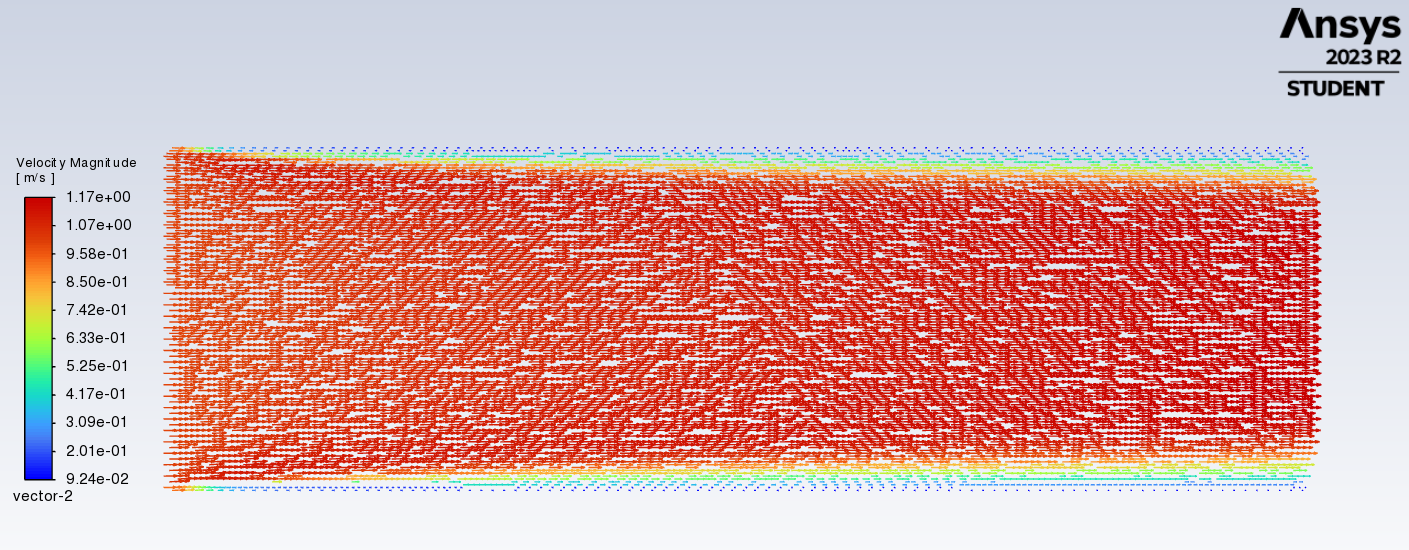 Ansys
2023 R2
STUDENT
Velocity Magnitude
[ m/s ]
1.17e+00
1.07e+00
9.58e-01
8.50e-01
7.42e-01
6.33e-01
5.25e-01
4.17e-01
3.09e-01
2.01e-01
9.24e-02
vector-2